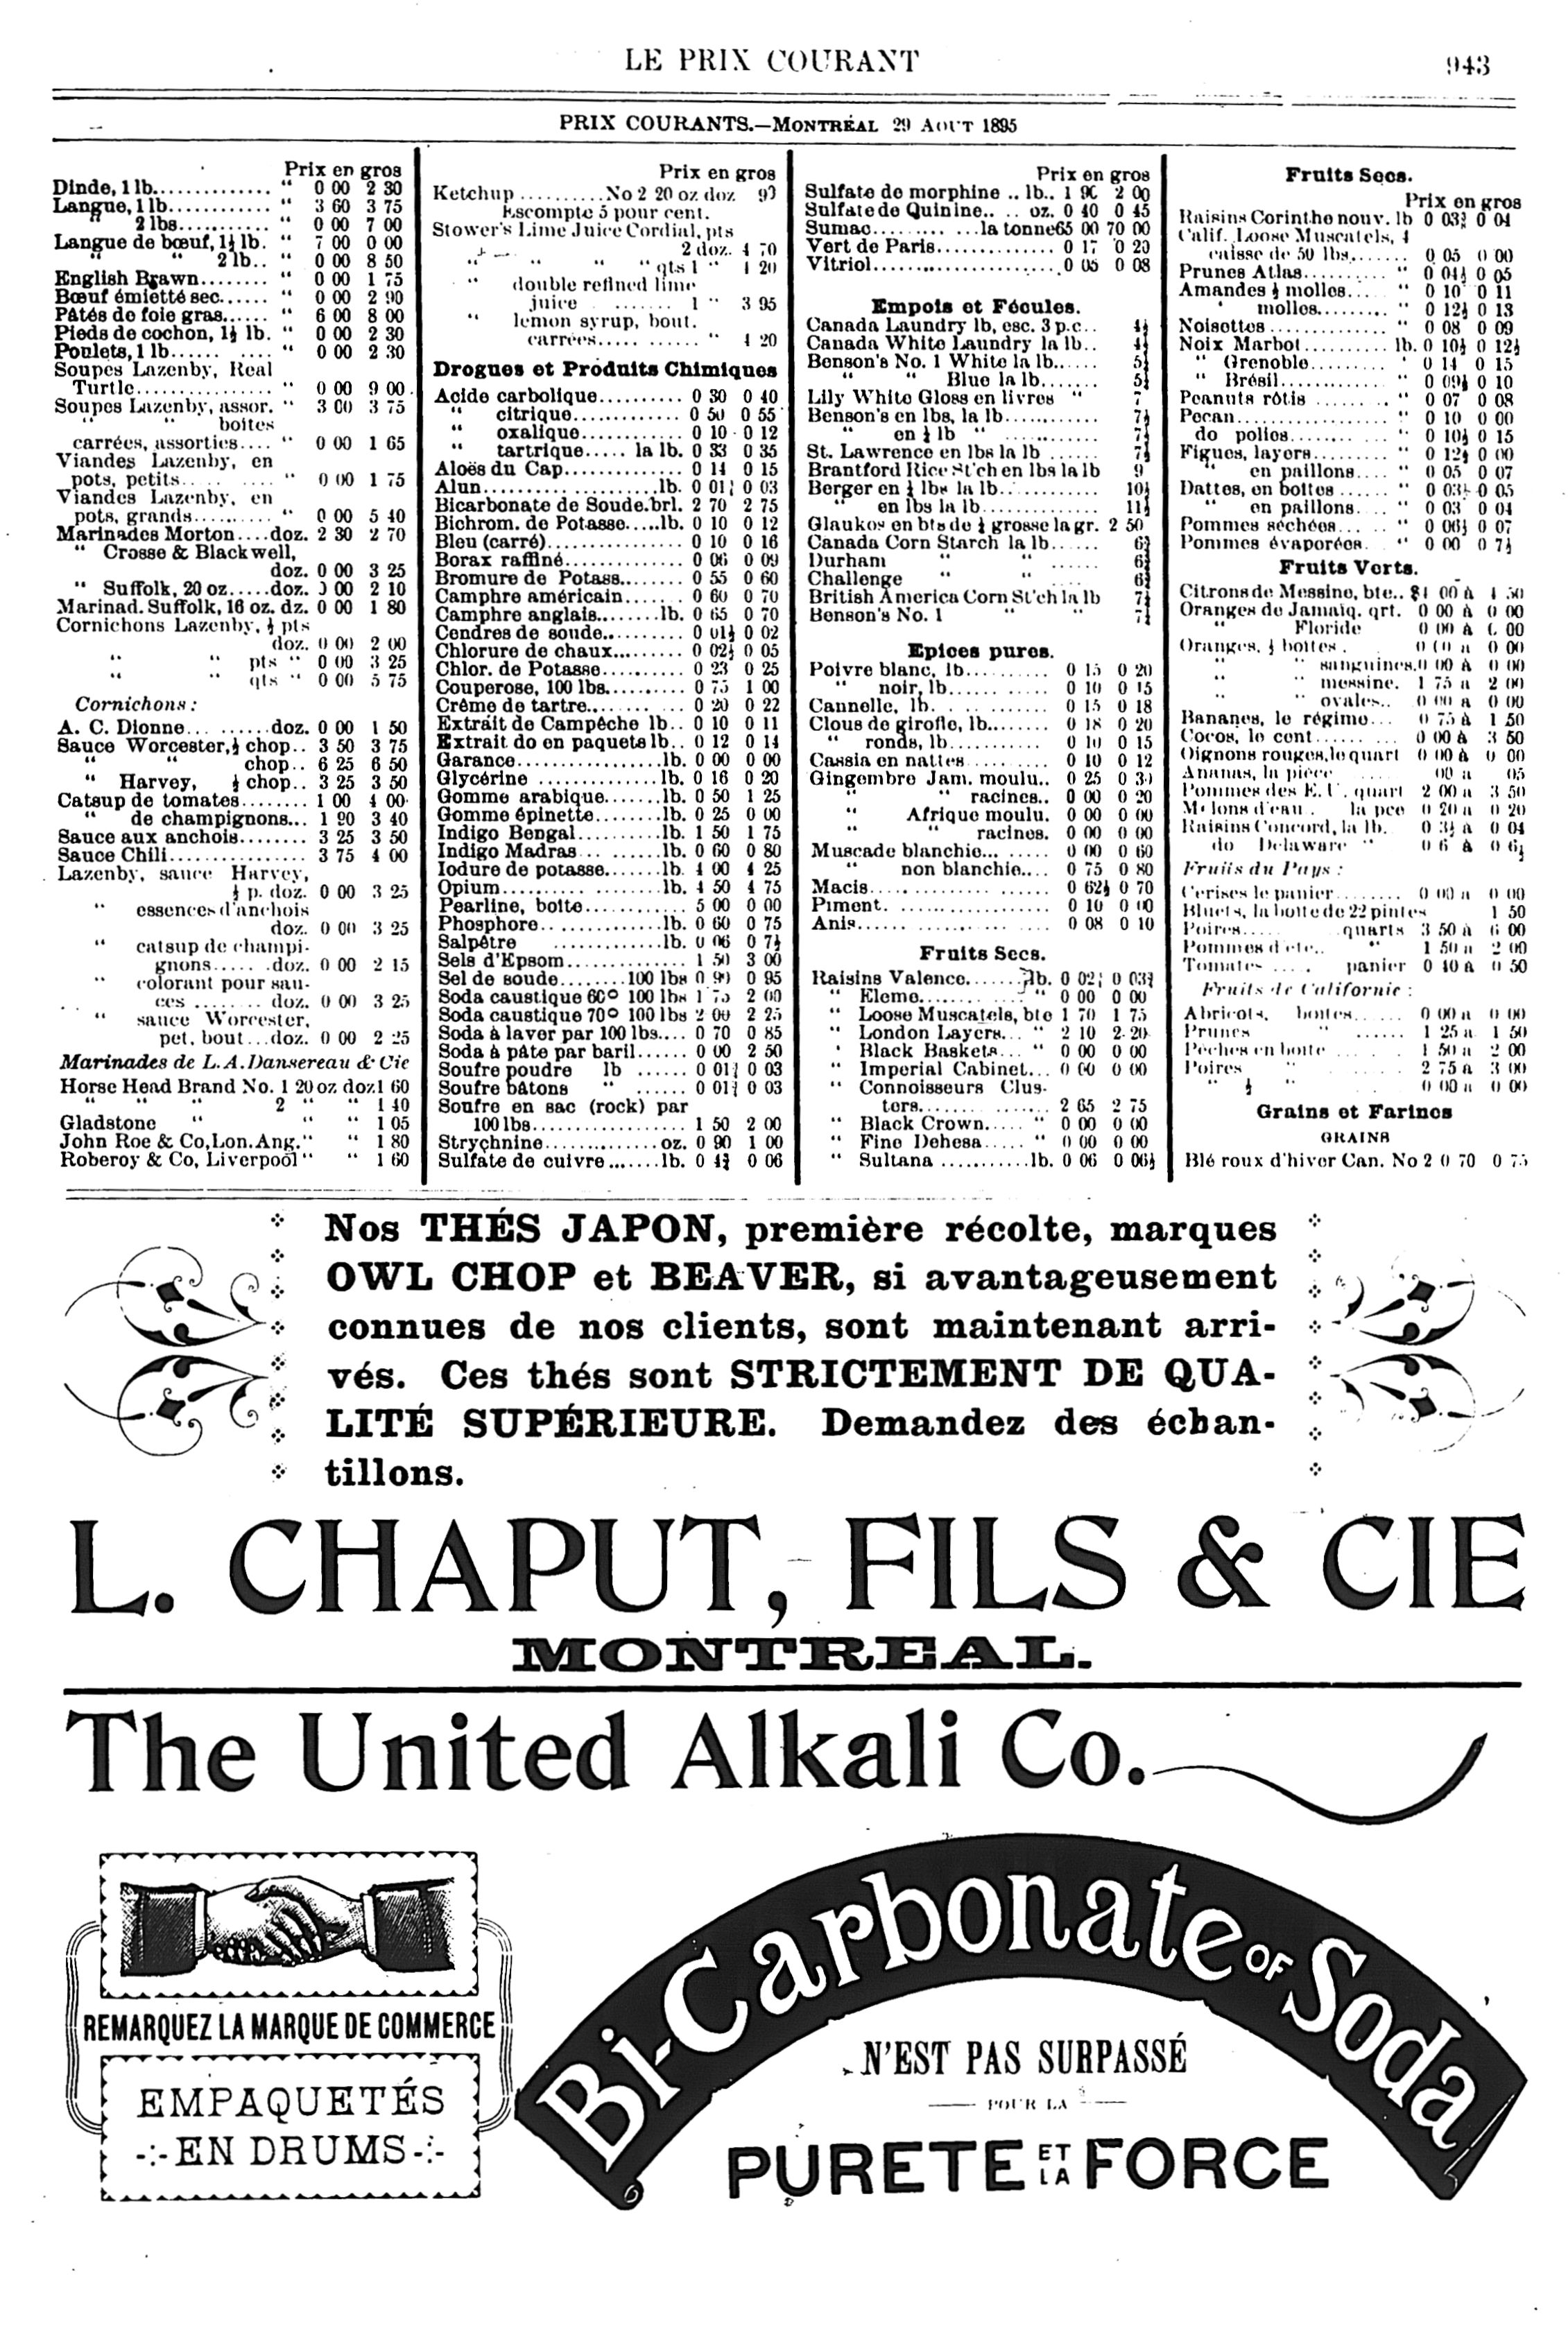 LE PRIX COURANT 943
PRIX COURANTS.—MONTRÉAL 29 AOUT 1895
Prix en gros
Dinde, 1 lb.............. “ 0 00 2 30
Langue, 1 lb............ “ 3 60 3 75
2 lbs........... “ 0 00 7 00
Langue de bœuf, 1½ lb. “ 7 00 0 00
“ “ 2 lb.. “ 0 00 8 50
English Brawn........ “ 0 00 1 75
Bœuf émietté sec...... “ 0 00 2 90
Pâtés de foie gras...... “ 6 00 8 00
Pieds de cochon, 1½ lb. “ 0 00 2 30
Poulets, 1 lb...... .... “ 0 00 2 30
Soupes Lazenby, Real
Turtle................ “ 0 00 9 00
Soupes Lazenby, assor. “ 3 00 3 75
“ “ boites
carrées, assorties.... “ 0 00 1 65
Viandes Lazenby, en
pots, petits..... .... “ 0 00 1 75
Viandes Lazenby, en
pots, grands.......... “ 0 00 5 40
Marinades Morton....doz. 2 30 2 70
“ Crosse & Blackwell,
doz. 0 00 3 25
“ Suffolk, 20 oz.....doz. 0 00 2 10
Marinad. Suffolk, 16 oz. dz. 0 00 1 80
Cornichons Lazenby, ½ pts
doz. 0 00 2 00
“ “ pts “ 0 00 3 25
“ “ qts “ 0 00 5 75
Cornichons :
A. C. Dionne... ......doz. 0 00 1 50
Sauce Worcester, ½ chop.. 3 50 3 75
“ “ chop.. 6 25 6 50
“ Harvey, ½ chop.. 3 25 3 50
Catsup de tomates........ 1 00 4 00
“ de champignons... 1 90 3 40
Sauce aux anchois........ 3 25 3 50
Sauce Chili................ 3 75 4 00
Lazenby, sauce Harvey,
½ p. doz. 0 00 3 25
“ essences d'anchois
doz. 0 00 3 25
“ catsup de champi-
gnons..... .doz. 0 00 2 15
“ colorant pour sau-
ces ........ doz. 0 00 3 25
“ sauce Worcester,
pet. bout...doz. 0 00 2 25
Marinades de L. A. Dansereau & Cie
Horse Head Brand No. 1 20 oz doz 1 60
“ “ “ 2 “ “ 1 40
Gladstone “ “ 1 05
John Roe & Co, Lon. Ang. “ “ 1 80
Roberoy & Co, Liverpool “ “ 1 60
Prix en gros
Ketchup ..........No 2 20 oz doz
Escompte 5 pour cent.
Stower's Lime Juice Cordial, pts
2 doz. 4 70
“ “ “ “ qts 1 “ 4 20
“ double refined lime
juice ....... 1 “ 3 95
“ lemon syrup, bout.
carrées..... ...... “ 4 20
Drogues et Produits Chimiques
Acide carbolique.......... 0 30 0 40
“ citrique............. 0 50 0 55
“ oxalique............ 0 10 0 12
“ tartrique..... la lb. 0 33 0 35
Aloès du Cap............. 0 14 0 15
Alun....................lb. 0 01¾ 0 03
Bicarbonate de Soude.brl. 2 70 2 75
Bichrom. de Potasse.....lb. 0 10 0 12
Bleu (carré)............... 0 10 0 16
Borax raffiné.............. 0 06 0 09
Bromure de Potass........ 0 55 0 60
Camphre américain....... 0 60 0 70
Camphre anglais.......lb. 0 65 0 70
Cendres de soude.......... 0 01½ 0 02
Chlorure de chaux......... 0 02½ 0 05
Chlor. de Potasse.......... 0 23 0 25
Couperose, 100 lbs......... 0 75 1 00
Crême de tartre........... 0 20 0 22
Extrait de Campêche lb.. 0 10 0 11
Extrait do en paquets lb.. 0 12 0 14
Garance................lb. 0 00 0 00
Glycérine ..............lb. 0 16 0 20
Gomme arabique.......lb. 0 50 1 25
Gomme épinette........lb. 0 25 0 00
Indigo Bengal..........lb. 1 50 1 75
Indigo Madras... ......lb. 0 60 0 80
Iodure de potasse.......lb. 4 00 4 25
Opium.......... .......lb. 4 50 4 75
Pearline, boite............ 5 00 0 00
Phosphore..............lb. 0 60 0 75
Salpêtre ............lb. 0 06 0 7½
Sels d'Epsom.............. 1 50 3 00
Sel de soude........100 lbs 0 90 0 95
Soda caustique 60° 100 lbs 1 75 2 00
Soda caustique 70° 100 lbs 2 00 2 25
Soda à laver par 100 lbs.... 0 70 0 85
Soda à pâte par baril...... 0 00 2 50
Soufre poudre lb ...... 0 01¾ 0 03
Soufre bâtons “ ...... 0 01¾ 0 03
Soufre en sac (rock) par
100 lbs................. 1 50 2 00
Strychnine.............oz. 0 90 1 00
Sulfate de cuivre.......lb. 0 4¾ 0 06
Prix en gros
Sulfate de morphine .. lb.. 1 90 2 00
Sulfate de Quinine.. .. oz. 0 40 0 45
Sumac......... ...la tonne 65 00 70 00
Vert de Paris.............. 0 17 0 20
Vitriol..................... 0 05 0 08
Empois et Fécules.
Canada Laundry lb, esc. 3 p.c..
Canada White Laundry la lb..
Benson's No. 1 White la lb......
“ “ Blue la lb.......
Lily White Gloss en livres “ 7
Benson's en lbs, la lb............
“ en ½ lb “ ...........
St. Lawrence en lbs la lb ......
Brantford Rice St'ch en lbs la lb 9
Berger en ½ lbs la lb............ 10½
“ en lbs la lb........... 11½
Glaukos en bts de ½ grosse la gr. 2 50
Canada Corn Starch la lb......
Durham “ “
Challenge “ “
British America Corn St'ch la lb
Benson's No. 1 “ “
Epices pures.
Poivre blanc, lb........... 0 15 0 20
“ noir, lb...... ...... 0 10 0 15
Cannelle, lb.... .......... 0 15 0 18
Clous de girofle, lb........ 0 18 0 20
“ ronds, lb........... 0 10 0 15
Cassia en nattes .......... 0 10 0 12
Gingembre Jam. moulu.. 0 25 0 30
“ “ racines.. 0 00 0 20
“ Afrique moulu. 0 00 0 00
“ “ racines. 0 00 0 00
Muscade blanchie... ..... 0 00 0 60
“ non blanchie.... 0 75 0 80
Macis..................... 0 62½ 0 70
Piment. ................. 0 10 0 00
Anis...................... 0 08 0 10
Fruits Secs.
Raisins Valence.......lb. 0 02¾ 0 03¾
“ Eleme......... “ 0 00 0 00
“ Loose Muscatels, bte 1 70 1 75
“ London Layers... “ 2 10 2 20
“ Black Baskets... “ 0 00 0 00
“ Imperial Cabinet... 0 00 0 00
“ Connoisseurs Clus-
ters....... ........ 2 65 2 75
“ Black Crown..... “ 0 00 0 00
“ Fine Dehesa..... “ 0 00 0 00
“ Sultana ...........lb. 0 06 0 06½
Fruits Secs.
Prix en gros
Raisins Corinthe nouv. lb 0 03¾ 0 04
Calif. Loose Muscatels, 4
caisse de 50 lbs....... 0 05 0 00
Prunes Atlas.......... “ 0 04½ 0 05
Amandes ½ molles.... “ 0 10 0 11
“ molles......... “ 0 12½ 0 13
Noisettes ............. “ 0 08 0 09
Noix Marbot..........lb. 0 10½ 0 12½
“ Grenoble.......... “ 0 14 0 15
“ Brésil............. “ 0 09½ 0 10
Peanuts rôtis ........ “ 0 07 0 08
Pecan................. “ 0 10 0 00
do polies........... “ 0 10½ 0 15
Figues, layers......... “ 0 12½ 0 00
“ en paillons.... “ 0 05 0 07
Dattes, en boites ...... “ 0 05
“ en paillons.... “ 0 03 0 04
Pommes séchées... ... “ 0 06½ 0 07
Pommes évaporées. “ 0 00 0 7½
Fruits Verts.
Citrons de Messine, bte.. 00 à 4 50
Oranges de Jamaïq. qrt. 0 00 à 0 00
“ Floride 0 00 à 0 00
Oranges, ½ boites . 0 00 à 0 00
“ “ sanguines. 0 00 à 0 00
“ “ messine. 1 75 a 2 00
“ “ ovales.. 0 00 a 0 00
Bananes, le régime... 0 75 à 1 50
Cocos, le cent........ 0 00 à 3 50
Oignons rouges, le quart 0 00 à 0 00
Ananas, la pièce ..... 00 a 05
Pommes des E. U. quart 2 00 a 3 50
Melons d'eau . la pce 0 20 a 0 20
Raisins Concord, la lb. 0 3½ à 0 04
do Delaware “ 0 6 à 0 6½
Fruits du Pays :
Cerises le panier........ 0 00 a 0 00
Bluets, la boite de 22 pintes 1 50
Poires..... quarts 3 50 à 6 00
Pommes d'ete.. “ 1 50 a 2 00
Tomates ..... panier 0 40 à 0 50
Fruits de Californie :
Abricots, boites..... 0 00 a 0 00
Prunes “ ...... 1 25 a 1 50
Pêches en boite ....... 1 50 a 2 00
Poires “ ........ 2 75 a 3 00
“ ½ “ 0 00 a 0 00
Grains et Farines
GRAINS
Blé roux d'hiver Can. No 2 0 70 0 75
Nos THÉS JAPON, première récolte, marques
OWL CHOP et BEAVER, si avantageusement
connues de nos clients, sont maintenant arri-
vés. Ces thés sont STRICTEMENT DE QUA-
LITÉ SUPÉRIEURE. Demandez des échan-
tillons.
L. CHAPUT, FILS & CIE
MONTREAL.
The United Alkali Co.
REMARQUEZ LA MARQUE DE COMMERCE
EMPAQUETÉS
-:-EN DRUMS-:-
Bi-Carbonate OF Soda
N'EST PAS SURPASSÉ
POUR LA
PURETE ET LA FORCE